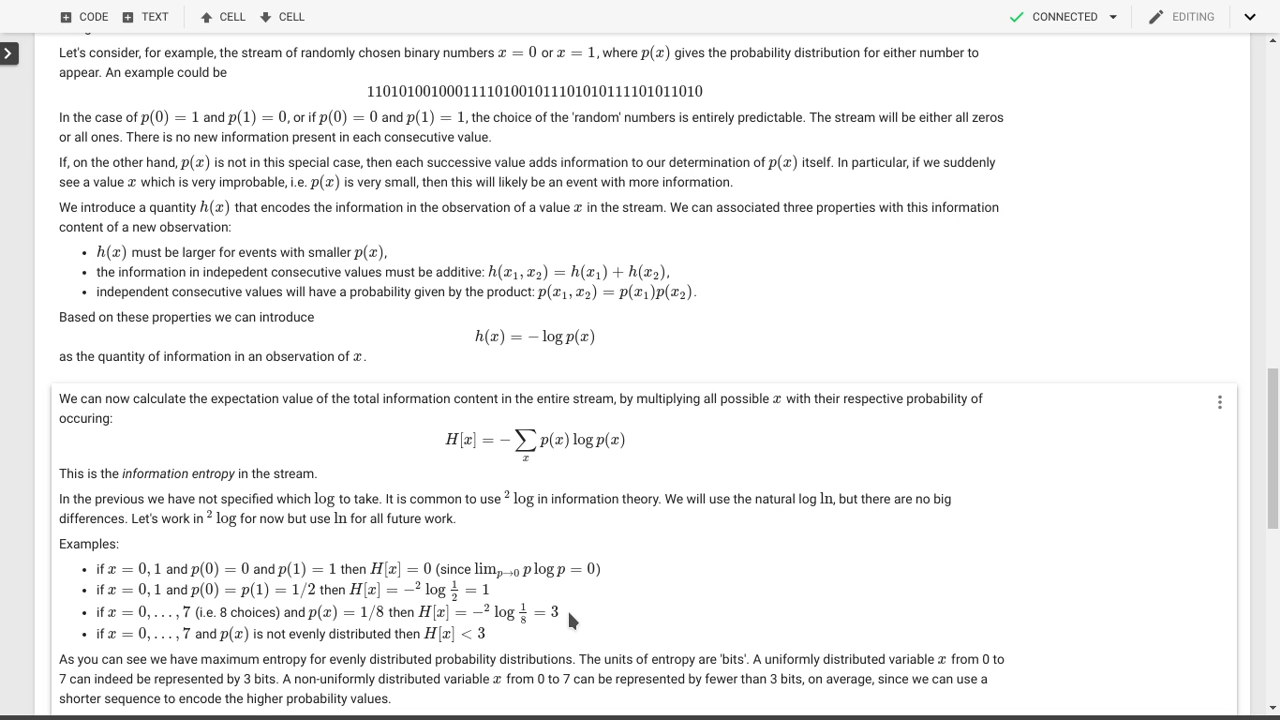 CODE TEXT CELL CELL CONNECTED EDITING
Let's consider, for example, the stream of randomly chosen binary numbers x = 0 or x = 1, where p(x) gives the probability distribution for either number to
appear. An example could be
1101010010001111101001011101010111101011010
In the case of p(0) = 1 and p(1) = 0, or if p(0) = 0 and p(1) = 1, the choice of the 'random' numbers is entirely predictable. The stream will be either all zeros
or all ones. There is no new information present in each consecutive value.
If, on the other hand, p(x) is not in this special case, then each successive value adds information to our determination of p(x) itself. In particular, if we suddenly
see a value x which is very improbable, i.e. p(x) is very small, then this will likely be an event with more information.
We introduce a quantity h(x) that encodes the information in the observation of a value x in the stream. We can associated three properties with this information
content of a new observation:
• h(x) must be larger for events with smaller p(x),
• the information in indepedent consecutive values must be additive: h(x₁, x₂) = h(x₁) + h(x₂),
• independent consecutive values will have a probability given by the product: p(x₁, x₂) = p(x₁)p(x₂).
Based on these properties we can introduce
h(x) = − log p(x)
as the quantity of information in an observation of x.
We can now calculate the expectation value of the total information content in the entire stream, by multiplying all possible x with their respective probability of
occuring:
H[x] = − ∑ₓ p(x) log p(x)
This is the information entropy in the stream.
In the previous we have not specified which log to take. It is common to use ² log in information theory. We will use the natural log ln, but there are no big
differences. Let's work in ² log for now but use ln for all future work.
Examples:
• if x = 0, 1 and p(0) = 0 and p(1) = 1 then H[x] = 0 (since lim p→0 p log p = 0)
• if x = 0, 1 and p(0) = p(1) = 1/2 then H[x] = −² log 1/2 = 1
• if x = 0, . . . , 7 (i.e. 8 choices) and p(x) = 1/8 then H[x] = −² log 1/8 = 3
• if x = 0, . . . , 7 and p(x) is not evenly distributed then H[x] < 3
As you can see we have maximum entropy for evenly distributed probability distributions. The units of entropy are 'bits'. A uniformly distributed variable x from 0 to
7 can indeed be represented by 3 bits. A non-uniformly distributed variable x from 0 to 7 can be represented by fewer than 3 bits, on average, since we can use a
shorter sequence to encode the higher probability values.